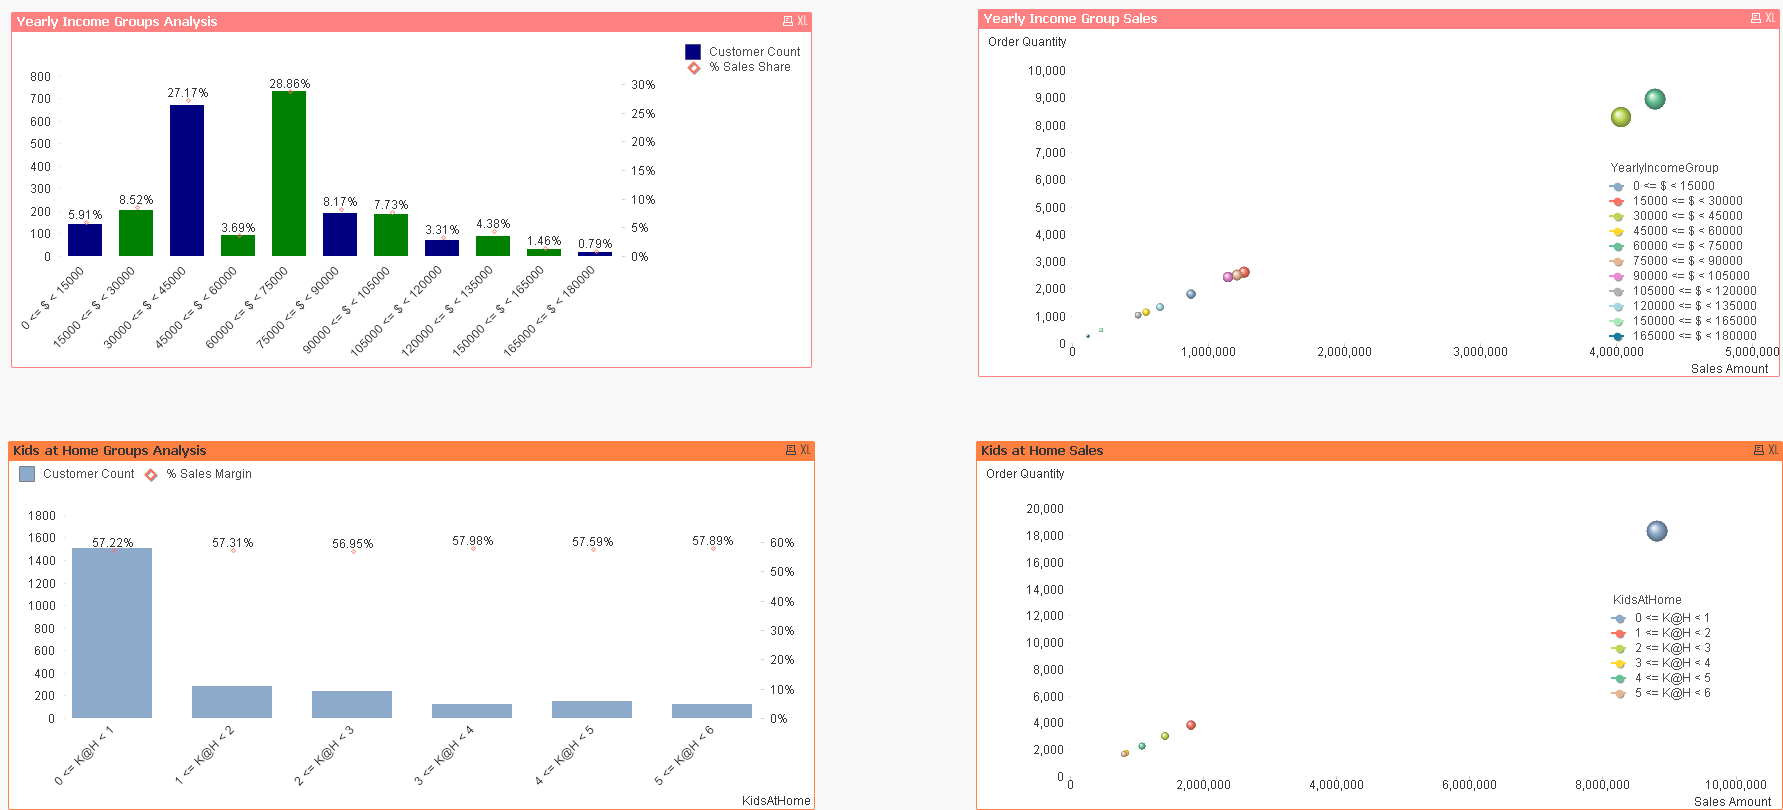 Yearly Income Groups Analysis
XL
Customer Count
% Sales Share
800
700
600
500
400
300
200
100
0
5.91%
8.52%
27.17%
3.69%
28.86%
8.17%
7.73%
3.31%
4.38%
1.46%
0.79%
30%
25%
20%
15%
10%
5%
0%
0 <= $ < 15000
15000 <= $ < 30000
30000 <= $ < 45000
45000 <= $ < 60000
60000 <= $ < 75000
75000 <= $ < 90000
90000 <= $ < 105000
105000 <= $ < 120000
120000 <= $ < 135000
150000 <= $ < 165000
165000 <= $ < 180000
Yearly Income Group Sales
XL
Order Quantity
10,000
9,000
8,000
7,000
6,000
5,000
4,000
3,000
2,000
1,000
0
YearlyIncomeGroup
0 <= $ < 15000
15000 <= $ < 30000
30000 <= $ < 45000
45000 <= $ < 60000
60000 <= $ < 75000
75000 <= $ < 90000
90000 <= $ < 105000
105000 <= $ < 120000
120000 <= $ < 135000
150000 <= $ < 165000
165000 <= $ < 180000
0
1,000,000
2,000,000
3,000,000
4,000,000
5,000,000
Sales Amount
Kids at Home Groups Analysis
XL
Customer Count
% Sales Margin
1800
1600
1400
1200
1000
800
600
400
200
0
57.22%
57.31%
56.95%
57.98%
57.59%
57.89%
60%
50%
40%
30%
20%
10%
0%
0 <= K@H < 1
1 <= K@H < 2
2 <= K@H < 3
3 <= K@H < 4
4 <= K@H < 5
5 <= K@H < 6
KidsAtHome
Kids at Home Sales
XL
Order Quantity
20,000
18,000
16,000
14,000
12,000
10,000
8,000
6,000
4,000
2,000
0
KidsAtHome
0 <= K@H < 1
1 <= K@H < 2
2 <= K@H < 3
3 <= K@H < 4
4 <= K@H < 5
5 <= K@H < 6
0
2,000,000
4,000,000
6,000,000
8,000,000
10,000,000
Sales Amount